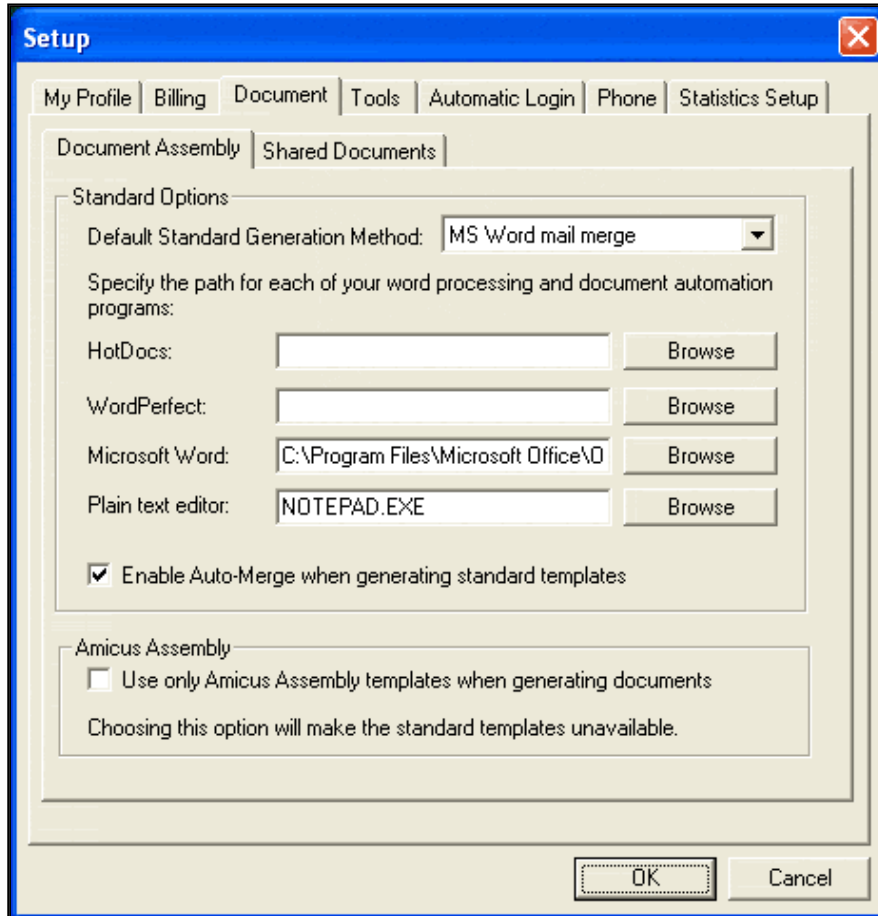 Setup
My Profile Billing Document Tools Automatic Login Phone Statistics Setup
Document Assembly Shared Documents
Standard Options
Default Standard Generation Method: MS Word mail merge
Specify the path for each of your word processing and document automation
programs:
HotDocs: Browse
WordPerfect: Browse
Microsoft Word: C:\Program Files\Microsoft Office\O Browse
Plain text editor: NOTEPAD.EXE Browse
Enable Auto-Merge when generating standard templates
Amicus Assembly
Use only Amicus Assembly templates when generating documents
Choosing this option will make the standard templates unavailable.
OK Cancel